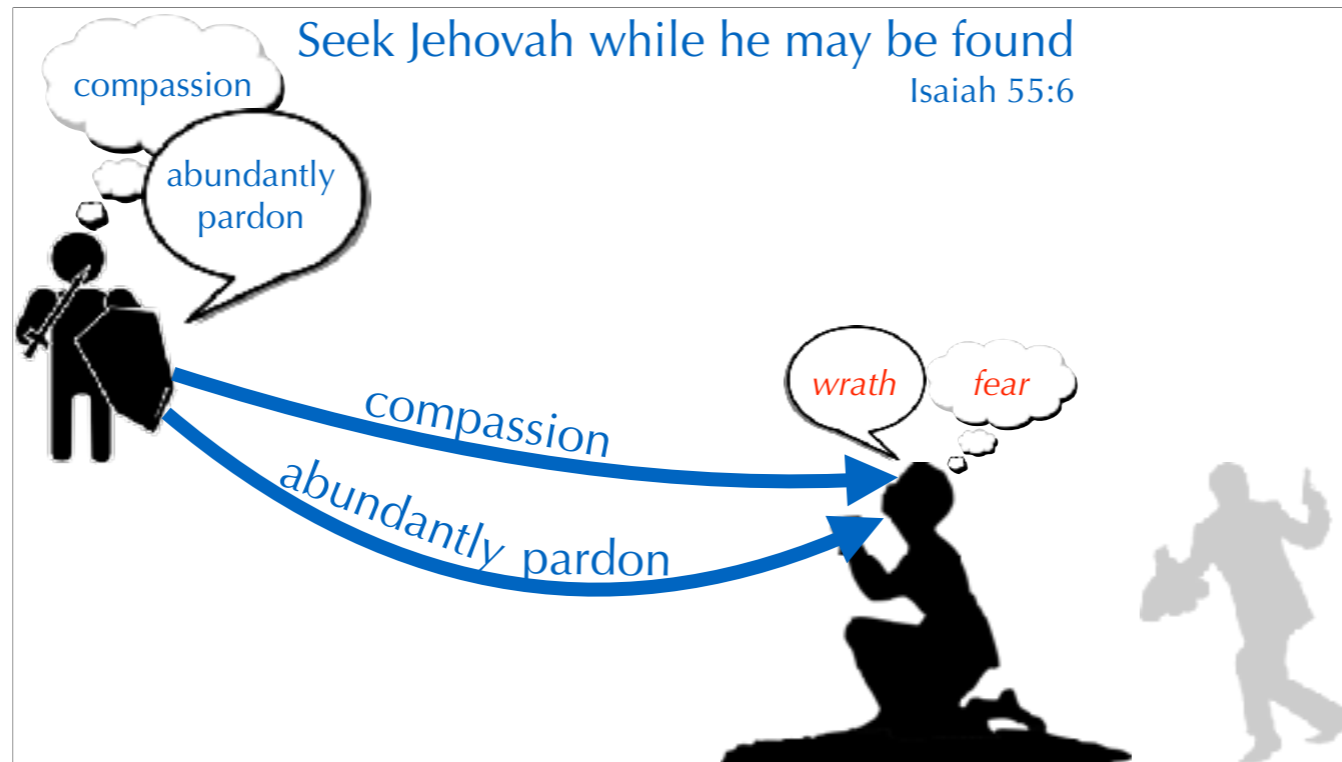 Seek Jehovah while he may be found
Isaiah 55:6
compassion
abundantly
pardon
wrath
fear
compassion
abundantly pardon